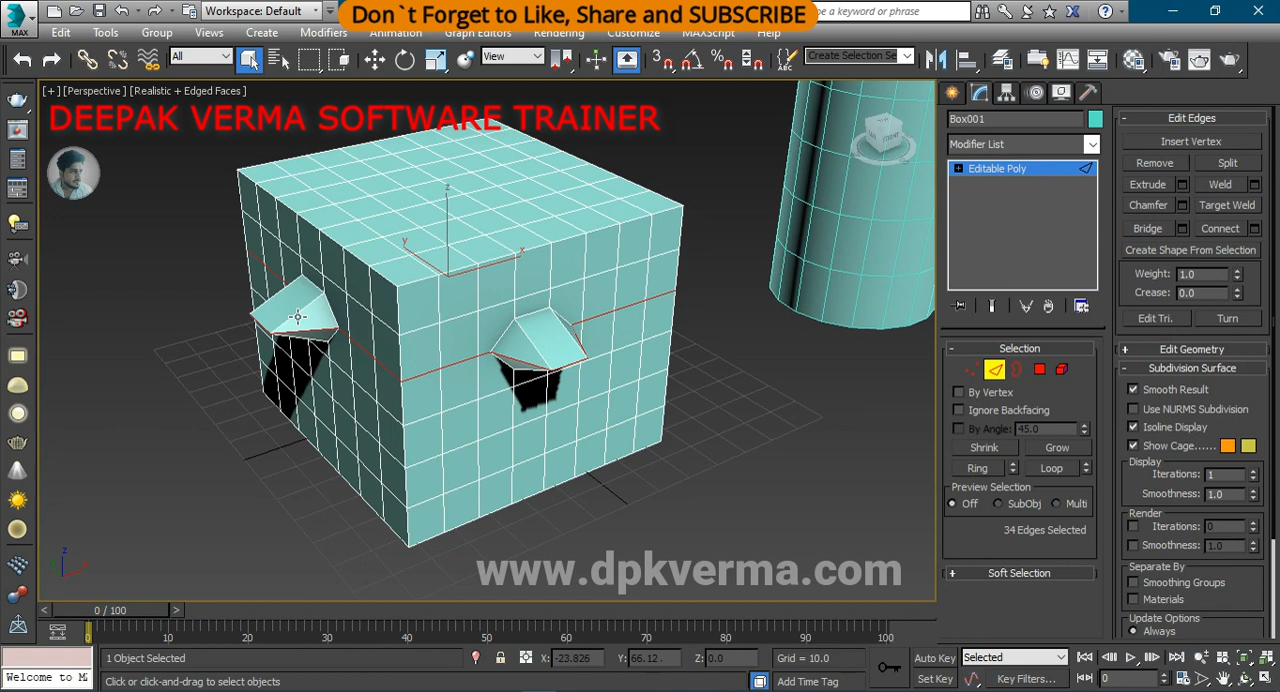 Workspace: Default
Don`t Forget to Like, Share and SUBSCRIBE
a keyword or phrase
MAX
Edit Tools Group Views Create Modifiers Animation Graph Editors Rendering Customize MAXScript Help
All
View
Create Selection Se
[+] [Perspective] [Realistic + Edged Faces]
DEEPAK VERMA SOFTWARE TRAINER
z
y
x
www.dpkverma.com
Box001
Modifier List
Editable Poly
Selection
By Vertex
Ignore Backfacing
By Angle: 45.0
Shrink Grow
Ring Loop
Preview Selection
Off SubObj Multi
34 Edges Selected
Soft Selection
Edit Edges
Insert Vertex
Remove Split
Extrude Weld
Chamfer Target Weld
Bridge Connect
Create Shape From Selection
Weight: 1.0
Crease: 0.0
Edit Tri. Turn
Edit Geometry
Subdivision Surface
Smooth Result
Use NURMS Subdivision
Isoline Display
Show Cage......
Display
Iterations: 1
Smoothness: 1.0
Render
Iterations: 0
Smoothness: 1.0
Separate By
Smoothing Groups
Materials
Update Options
Always
0 / 100
0 10 20 30 40 50 60 70 80 90 100
1 Object Selected
X: -23.826 Y: 66.12 Z: 0.0
Grid = 10.0
Auto Key Selected
Welcome to M
Click or click-and-drag to select objects
Add Time Tag
Set Key Key Filters...
0